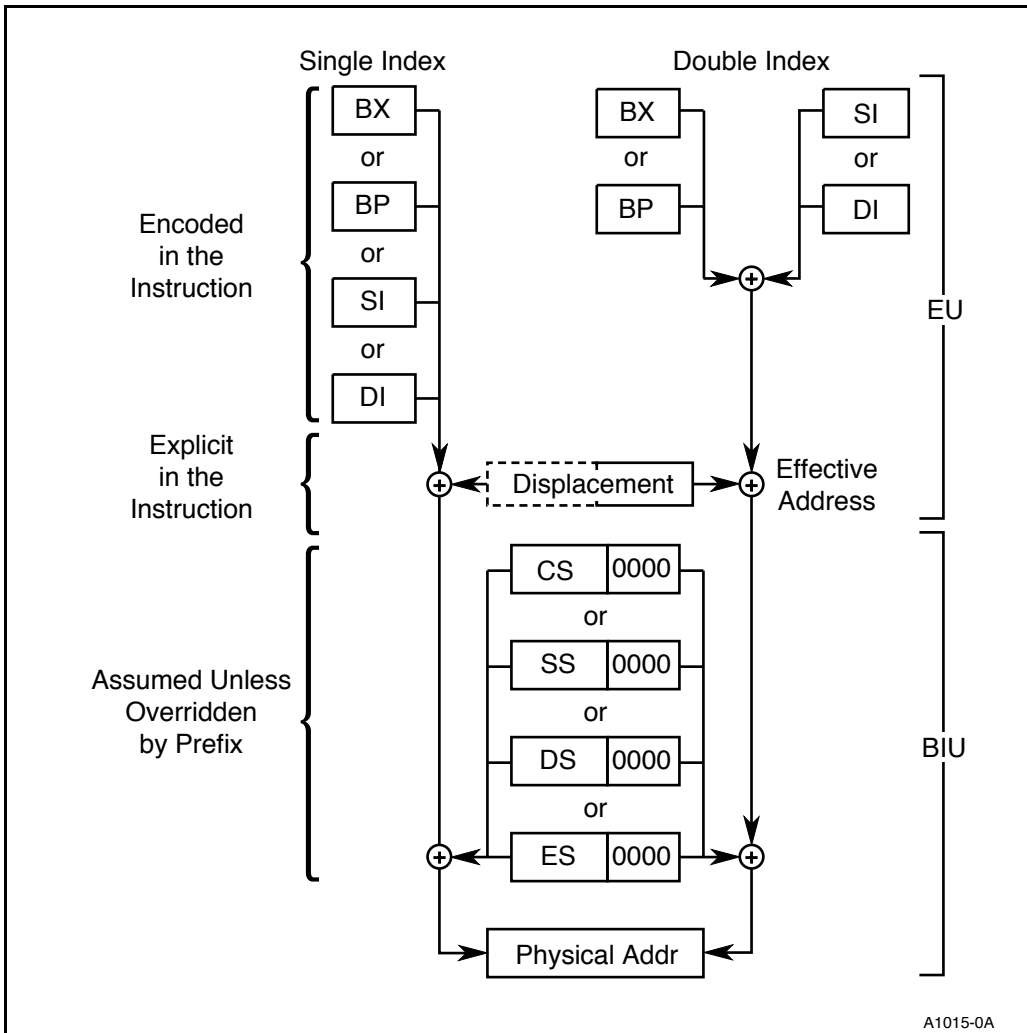 Single Index
Double Index
BX
or
BP
or
SI
or
DI
BX
or
BP
SI
or
DI
Encoded
in the
Instruction
EU
Explicit
in the
Instruction
Displacement
Effective
Address
CS 0000
or
SS 0000
or
DS 0000
or
ES 0000
Assumed Unless
Overridden
by Prefix
BIU
Physical Addr
A1015-0A